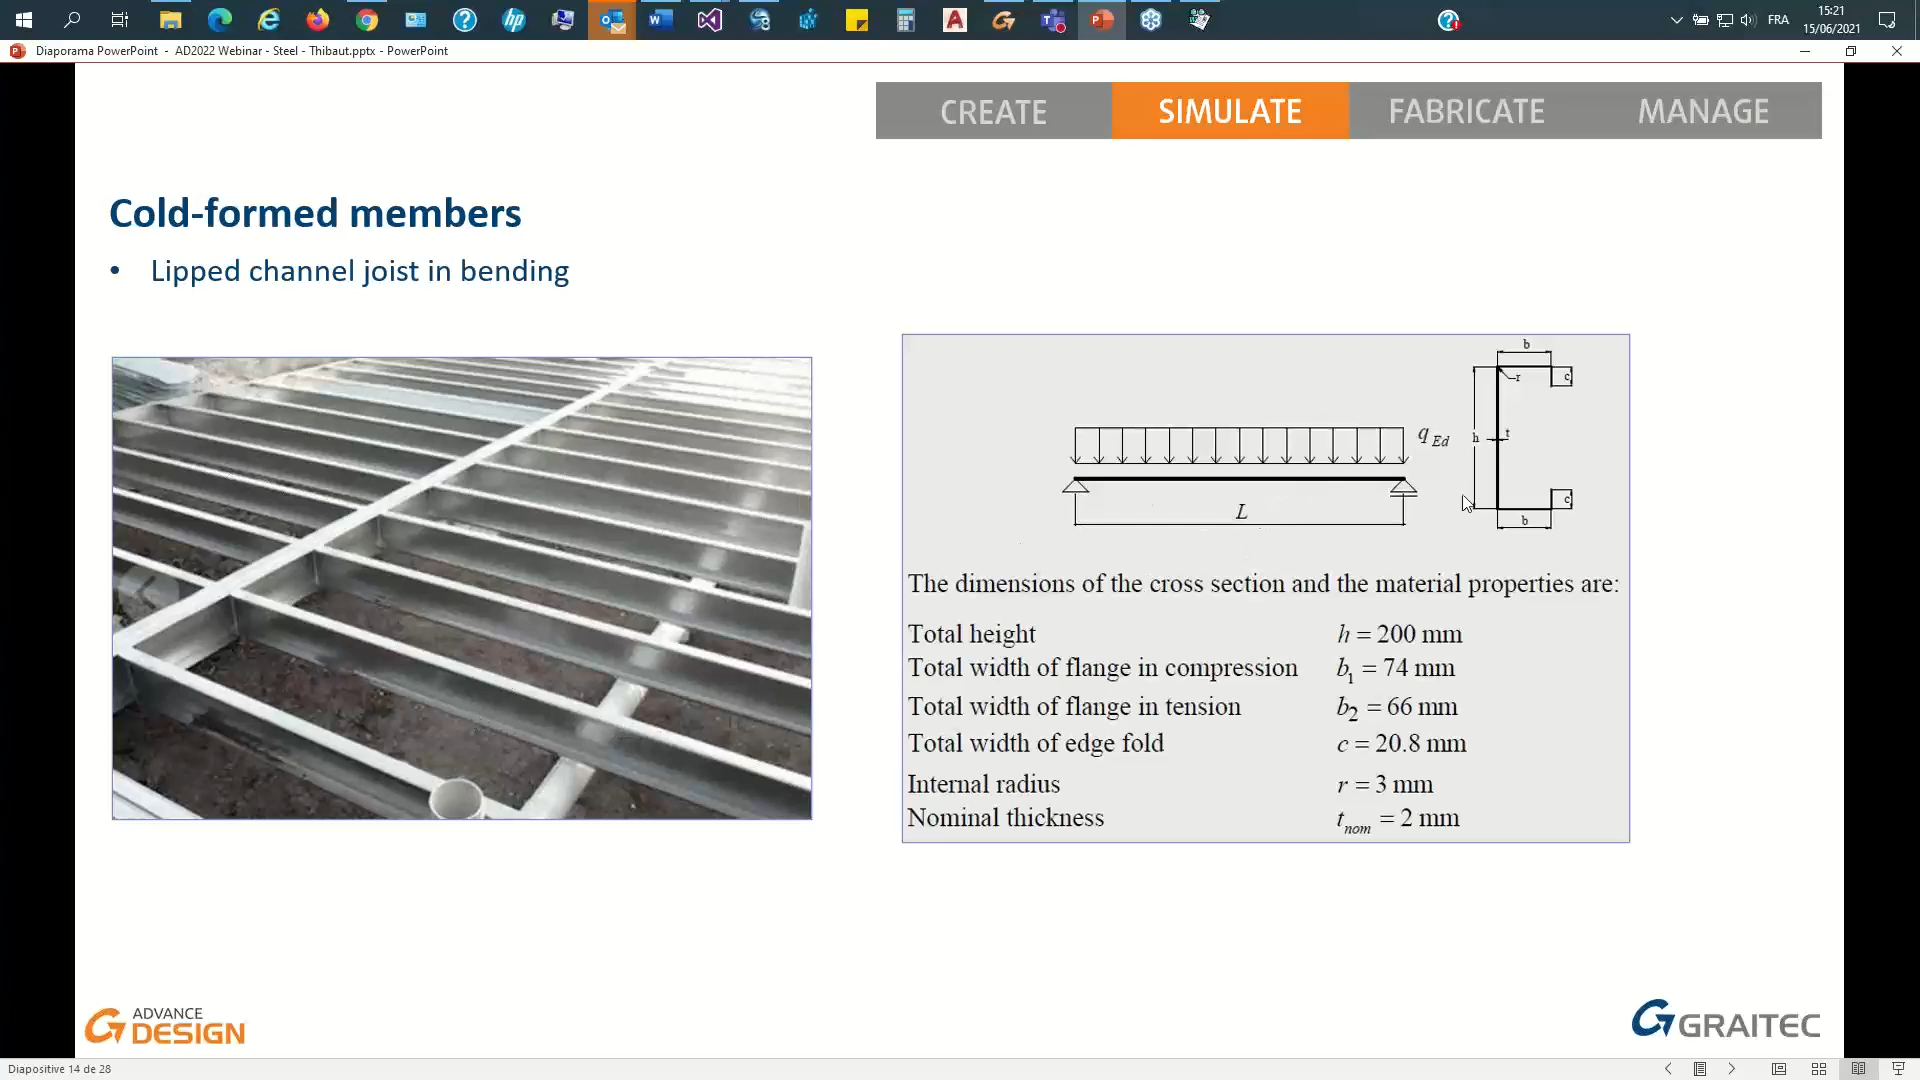 FRA
15:21
15/06/2021
Diaporama PowerPoint - AD2022 Webinar - Steel - Thibaut.pptx - PowerPoint
CREATE SIMULATE FABRICATE MANAGE
Cold-formed members
• Lipped channel joist in bending
b
r
c
q Ed
h
t
L
c
b
The dimensions of the cross section and the material properties are:
Total height h = 200 mm
Total width of flange in compression b1 = 74 mm
Total width of flange in tension b2 = 66 mm
Total width of edge fold c = 20.8 mm
Internal radius r = 3 mm
Nominal thickness tnom = 2 mm
ADVANCE
DESIGN
GRAITEC
Diapositive 14 de 28